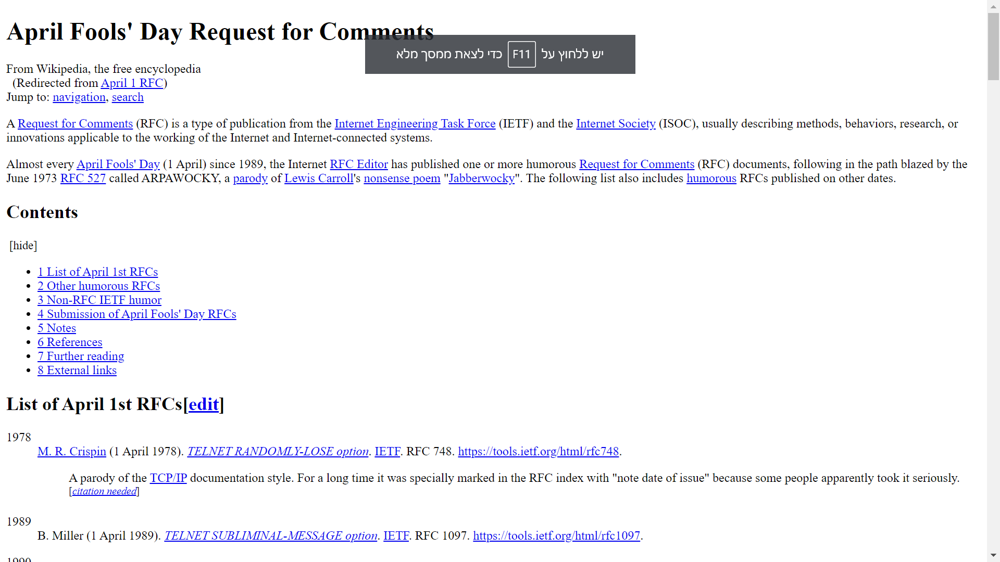 April Fools' Day Request for Comments
יש ללחוץ על F11 כדי לצאת ממסך מלא
From Wikipedia, the free encyclopedia
(Redirected from April 1 RFC)
Jump to: navigation, search
A Request for Comments (RFC) is a type of publication from the Internet Engineering Task Force (IETF) and the Internet Society (ISOC), usually describing methods, behaviors, research, or
innovations applicable to the working of the Internet and Internet-connected systems.
Almost every April Fools' Day (1 April) since 1989, the Internet RFC Editor has published one or more humorous Request for Comments (RFC) documents, following in the path blazed by the
June 1973 RFC 527 called ARPAWOCKY, a parody of Lewis Carroll's nonsense poem "Jabberwocky". The following list also includes humorous RFCs published on other dates.
Contents
[hide]
1 List of April 1st RFCs
2 Other humorous RFCs
3 Non-RFC IETF humor
4 Submission of April Fools' Day RFCs
5 Notes
6 References
7 Further reading
8 External links
List of April 1st RFCs[edit]
1978
M. R. Crispin (1 April 1978). TELNET RANDOMLY-LOSE option. IETF. RFC 748. https://tools.ietf.org/html/rfc748.
A parody of the TCP/IP documentation style. For a long time it was specially marked in the RFC index with "note date of issue" because some people apparently took it seriously.
[citation needed]
1989
B. Miller (1 April 1989). TELNET SUBLIMINAL-MESSAGE option. IETF. RFC 1097. https://tools.ietf.org/html/rfc1097.
1990